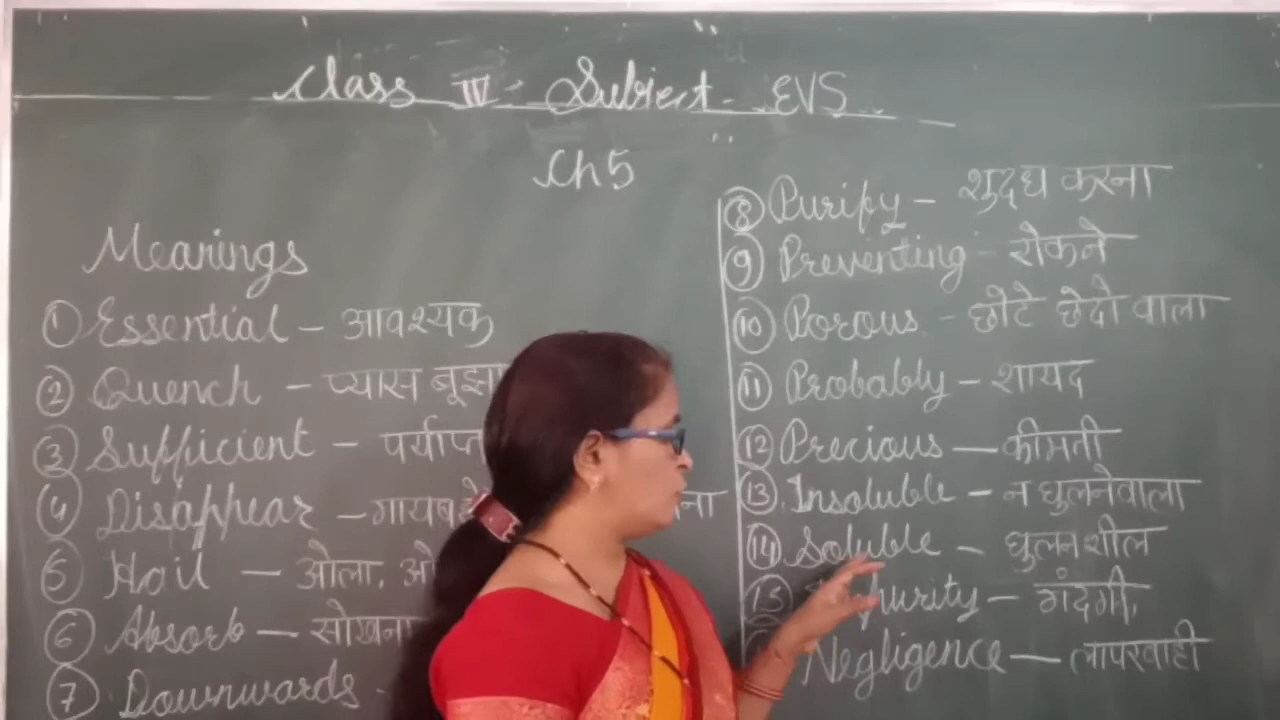 Class IV Subject - EVS
Ch 5
Meanings
① Essential - आवश्यक
② Quench - प्यास
③ Sufficient - पर्याप्त
④ Disappear -
⑤ Hail - ओला,
⑥ Absorb - सोखना
⑦ Downwards -
⑧ Purify - शुद्ध करना
⑨ Preventing - रोकने
⑩ Porous - छोटे छेदो वाला
⑪ Probably - शायद
⑫ Precious - कीमती
⑬ Insoluble - न घुलनेवाला
⑭ Soluble - घुलनशील
⑮ - गंदगी,
Negligence - लापरवाही